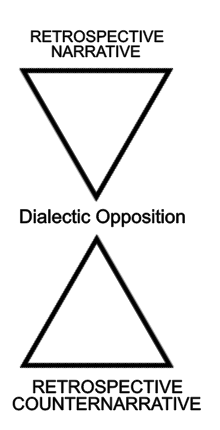 RETROSPECTIVE
NARRATIVE
Dialectic Opposition
RETROSPECTIVE
COUNTERNARRATIVE